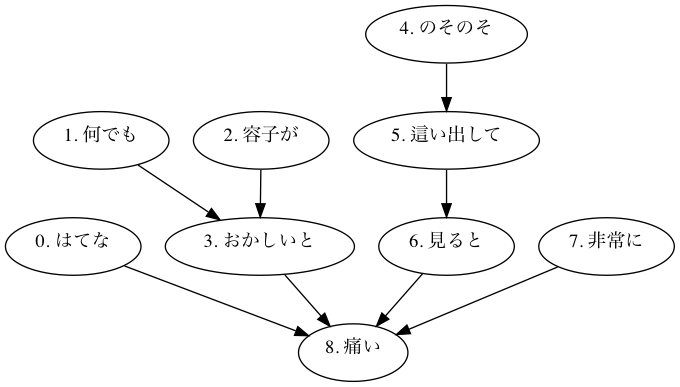 4. のそのそ
1. 何でも
2. 容子が
5. 這い出して
0. はてな
3. おかしいと
6. 見ると
7. 非常に
8. 痛い